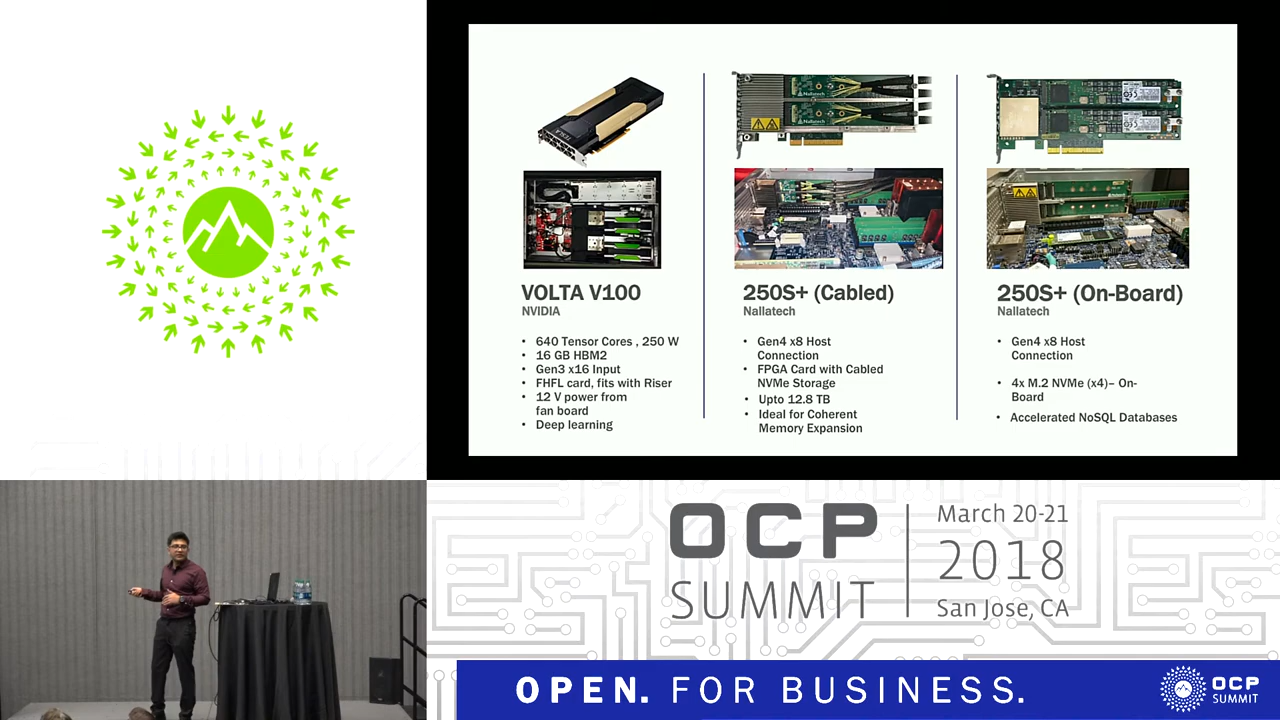 VOLTA V100
NVIDIA
• 640 Tensor Cores , 250 W
• 16 GB HBM2
• Gen3 x16 Input
• FHFL card, fits with Riser
• 12 V power from
fan board
• Deep learning
Nallatech
Nallatech
250S+ (Cabled)
Nallatech
• Gen4 x8 Host
Connection
• FPGA Card with Cabled
NVMe Storage
• Upto 12.8 TB
• Ideal for Coherent
Memory Expansion
250S+ (On-Board)
Nallatech
• Gen4 x8 Host
Connection
• 4x M.2 NVMe (x4)– On-
Board
• Accelerated NoSQL Databases
OCP
SUMMIT
March 20-21
2018
San Jose, CA
OPEN. FOR BUSINESS.
OCP
SUMMIT